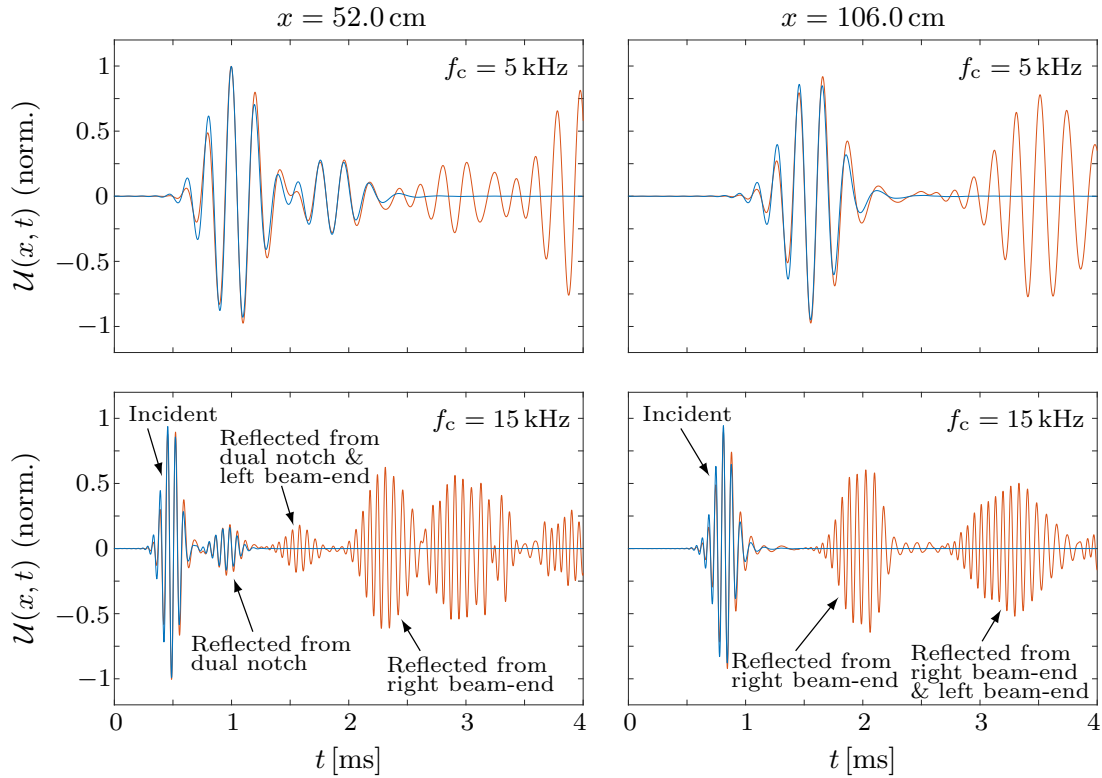 x = 52.0 cm
x = 106.0 cm
f_c = 5 kHz
f_c = 5 kHz
U(x, t) (norm.)
1
0.5
0
−0.5
−1
f_c = 15 kHz
Incident
Reflected from
dual notch &
left beam-end
Reflected from
dual notch
Reflected from
right beam-end
U(x, t) (norm.)
1
0.5
0
−0.5
−1
0 1 2 3 4
t [ms]
f_c = 15 kHz
Incident
Reflected from
right beam-end
Reflected from
right beam-end
& left beam-end
0 1 2 3 4
t [ms]